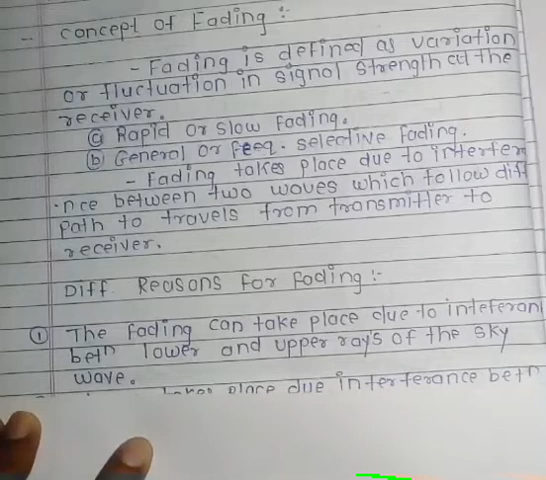 - Concept of Fading :-
- Fading is defined as variation
or fluctuation in signal strength at the
receiver.
(a) Rapid or slow fading.
(b) General or freq. selective fading.
- Fading takes place due to interfer
ence between two waves which follow diff
path to travels from transmitter to
receiver.
Diff Reasons for fading :-
(1) The fading can take place due to inteferan
betn lower and upper rays of the sky
wave.
place due interferance betn